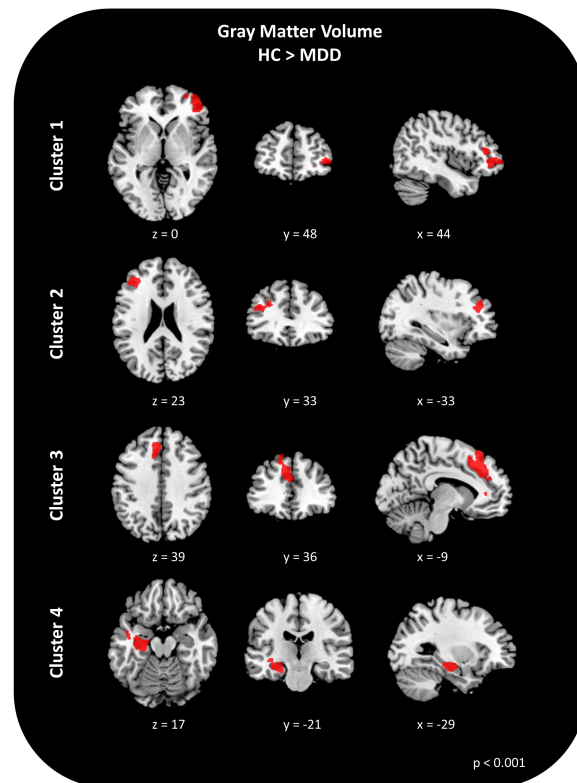 Gray Matter Volume
HC > MDD
Cluster 1
z = 0
y = 48
x = 44
Cluster 2
z = 23
y = 33
x = -33
Cluster 3
z = 39
y = 36
x = -9
Cluster 4
z = 17
y = -21
x = -29
p < 0.001